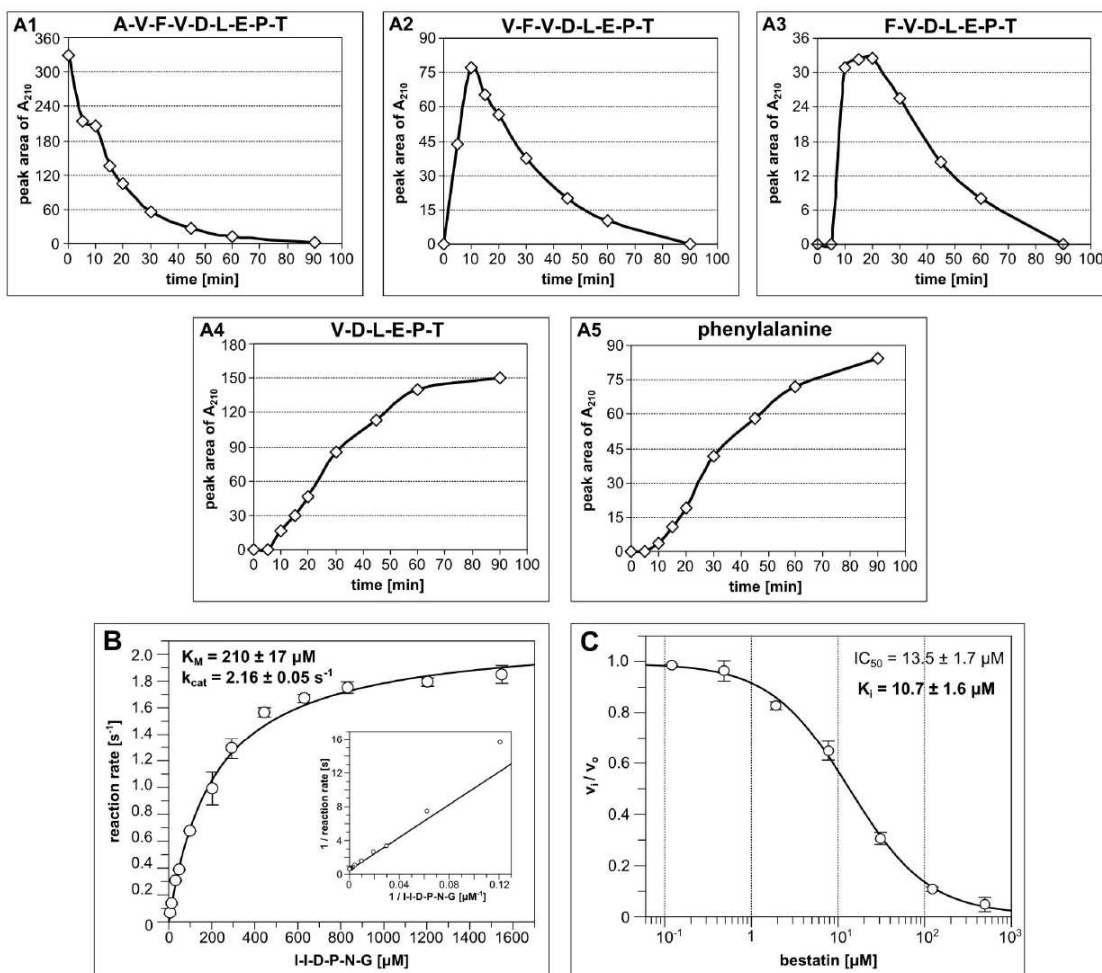 A1
A-V-F-V-D-L-E-P-T
360
300
240
180
120
60
0
peak area of A₂₁₀
0 10 20 30 40 50 60 70 80 90 100
time [min]
A2
V-F-V-D-L-E-P-T
90
75
60
45
30
15
0
peak area of A₂₁₀
0 10 20 30 40 50 60 70 80 90 100
time [min]
A3
F-V-D-L-E-P-T
36
30
24
18
12
6
0
peak area of A₂₁₀
0 10 20 30 40 50 60 70 80 90 100
time [min]
A4
V-D-L-E-P-T
180
150
120
90
60
30
0
peak area of A₂₁₀
0 10 20 30 40 50 60 70 80 90 100
time [min]
A5
phenylalanine
90
75
60
45
30
15
0
peak area of A₂₁₀
0 10 20 30 40 50 60 70 80 90 100
time [min]
B
K_M = 210 ± 17 µM
k_cat = 2.16 ± 0.05 s⁻¹
2.0
1.8
1.6
1.4
1.2
1.0
0.8
0.6
0.4
0.2
0
reaction rate [s⁻¹]
0 200 400 600 800 1000 1200 1400 1600
I-I-D-P-N-G [µM]
16
12
8
4
0
1 / reaction rate [s]
0 0.04 0.08 0.12
1 / I-I-D-P-N-G [µM⁻¹]
C
IC₅₀ = 13.5 ± 1.7 µM
K_i = 10.7 ± 1.6 µM
1.0
0.8
0.6
0.4
0.2
0
v_i / v_o
10⁻¹ 1 10 10² 10³
bestatin [µM]